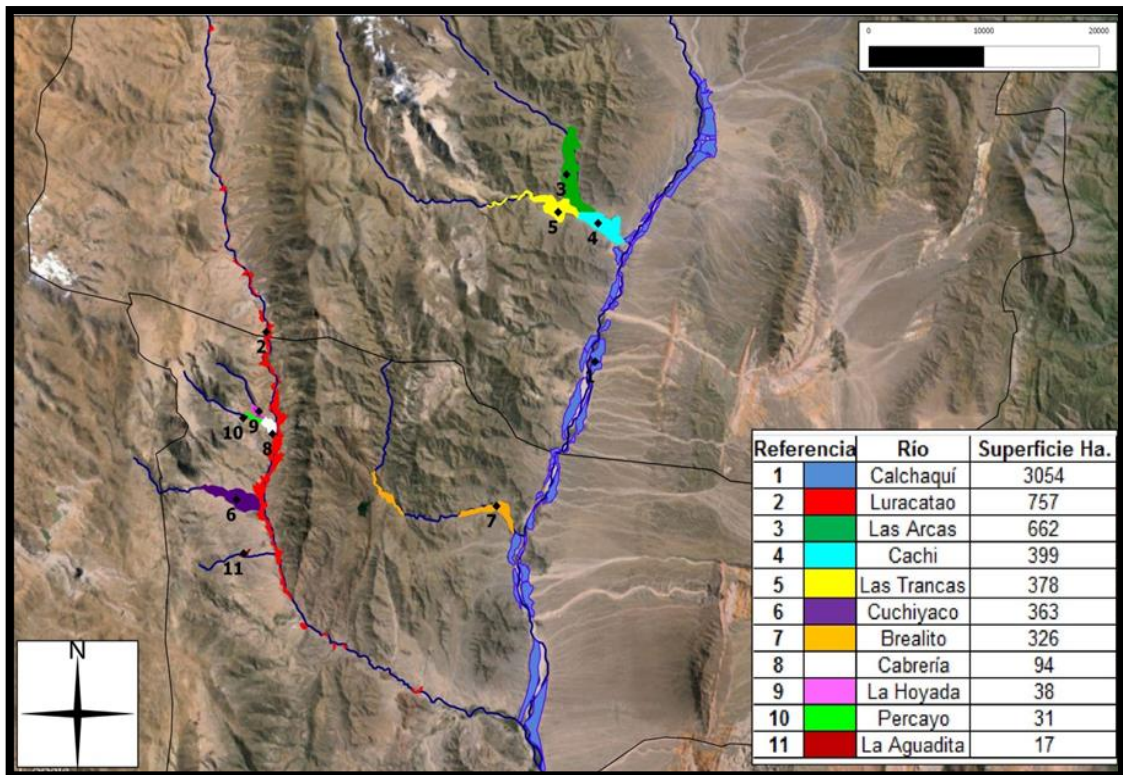 0 10000 20000
3
5
4
2
1
9
10
8
6
7
11
N
Referencia Río Superficie Ha.
1 Calchaquí 3054
2 Luracatao 757
3 Las Arcas 662
4 Cachi 399
5 Las Trancas 378
6 Cuchiyaco 363
7 Brealito 326
8 Cabrería 94
9 La Hoyada 38
10 Percayo 31
11 La Aguadita 17